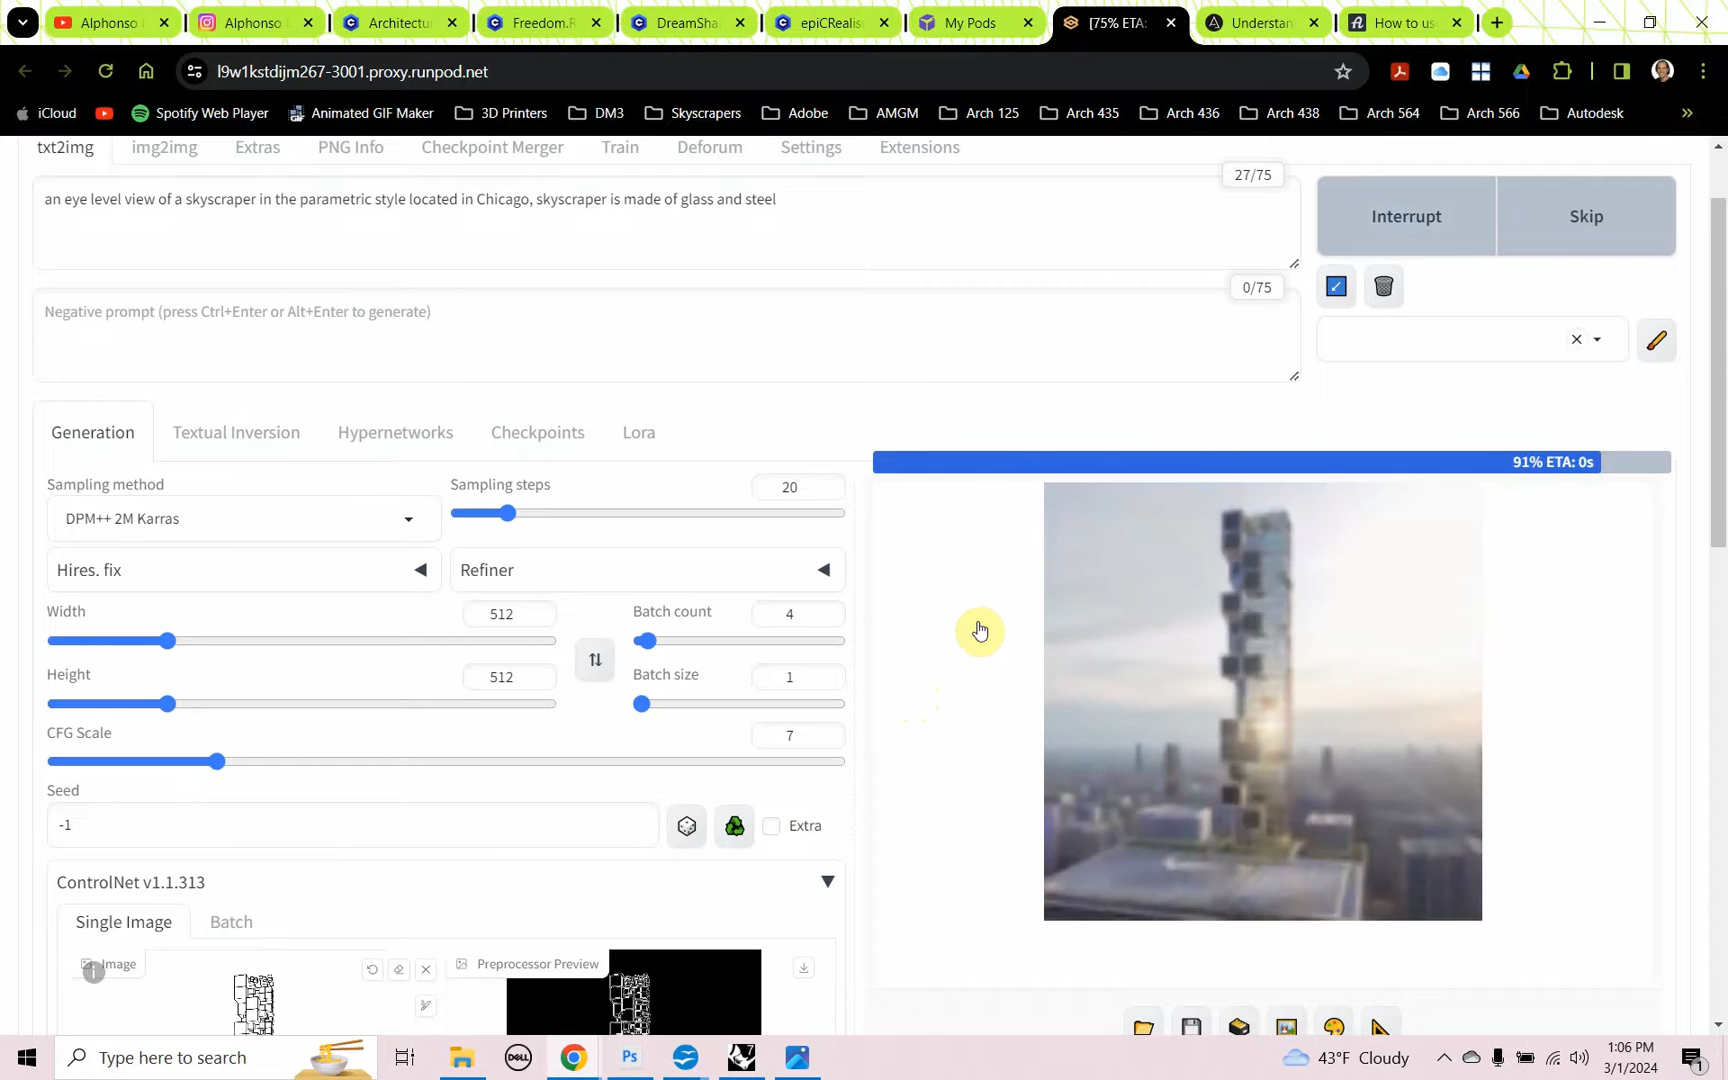 Alphonso
Alphonso
Architectu
Freedom.R
DreamSha
epiCRealis
My Pods
[75% ETA:
Understan
How to us
l9w1kstdijm267-3001.proxy.runpod.net
iCloud
Spotify Web Player
Animated GIF Maker
3D Printers
DM3
Skyscrapers
Adobe
AMGM
Arch 125
Arch 435
Arch 436
Arch 438
Arch 564
Arch 566
Autodesk
txt2img
img2img
Extras
PNG Info
Checkpoint Merger
Train
Deforum
Settings
Extensions
27/75
an eye level view of a skyscraper in the parametric style located in Chicago, skyscraper is made of glass and steel
Interrupt
Skip
0/75
Negative prompt (press Ctrl+Enter or Alt+Enter to generate)
Generation
Textual Inversion
Hypernetworks
Checkpoints
Lora
91% ETA: 0s
Sampling method
Sampling steps
20
DPM++ 2M Karras
Hires. fix
Refiner
Width
512
Batch count
4
Height
512
Batch size
1
CFG Scale
7
Seed
-1
Extra
ControlNet v1.1.313
Single Image
Batch
Image
Preprocessor Preview
Type here to search
DELL
Ps
43°F Cloudy
1:06 PM
3/1/2024
1